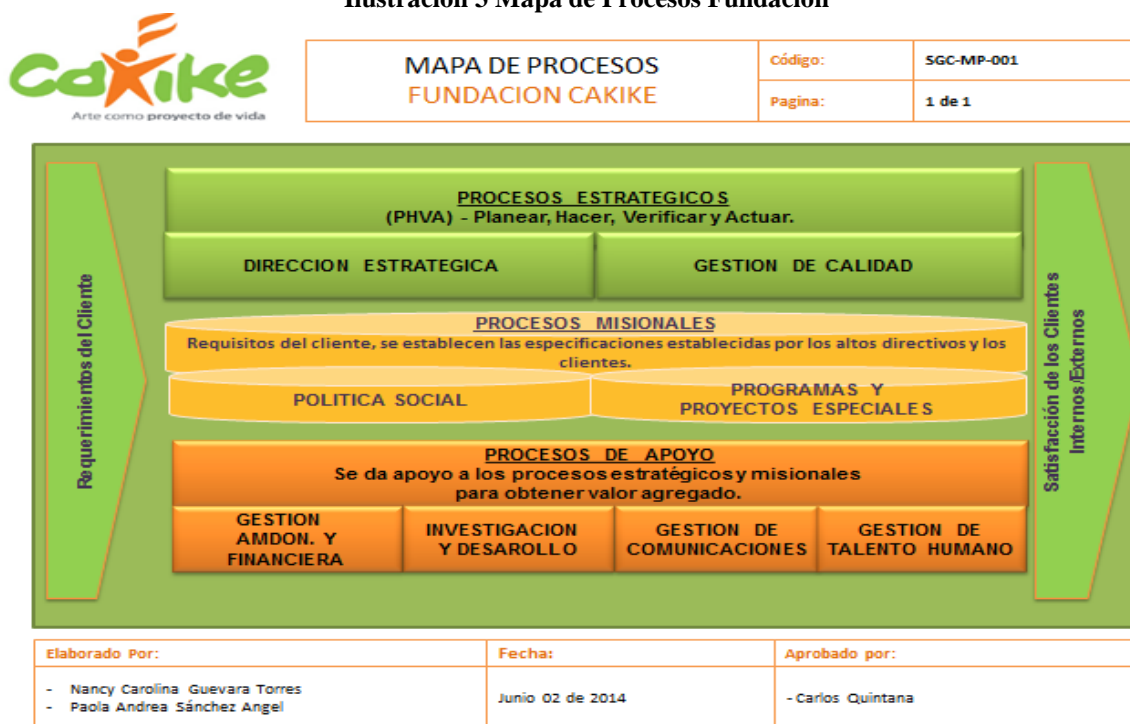 Ilustración 3 Mapa de Procesos Fundación
Cakike
Arte como proyecto de vida
MAPA DE PROCESOS
FUNDACION CAKIKE
Código:
SGC-MP-001
Pagina:
1 de 1
Requerimientos del Cliente
PROCESOS ESTRATEGICOS
(PHVA) - Planear, Hacer, Verificar y Actuar.
DIRECCION ESTRATEGICA
GESTION DE CALIDAD
PROCESOS MISIONALES
Requisitos del cliente, se establecen las especificaciones establecidas por los altos directivos y los
clientes.
POLITICA SOCIAL
PROGRAMAS Y
PROYECTOS ESPECIALES
PROCESOS DE APOYO
Se da apoyo a los procesos estratégicos y misionales
para obtener valor agregado.
GESTION
AMDON. Y
FINANCIERA
INVESTIGACION
Y DESAROLLO
GESTION DE
COMUNICACIONES
GESTION DE
TALENTO HUMANO
Satisfacción de los Clientes
Internos/Externos
Elaborado Por:
Fecha:
Aprobado por:
- Nancy Carolina Guevara Torres
- Paola Andrea Sánchez Angel
Junio 02 de 2014
- Carlos Quintana